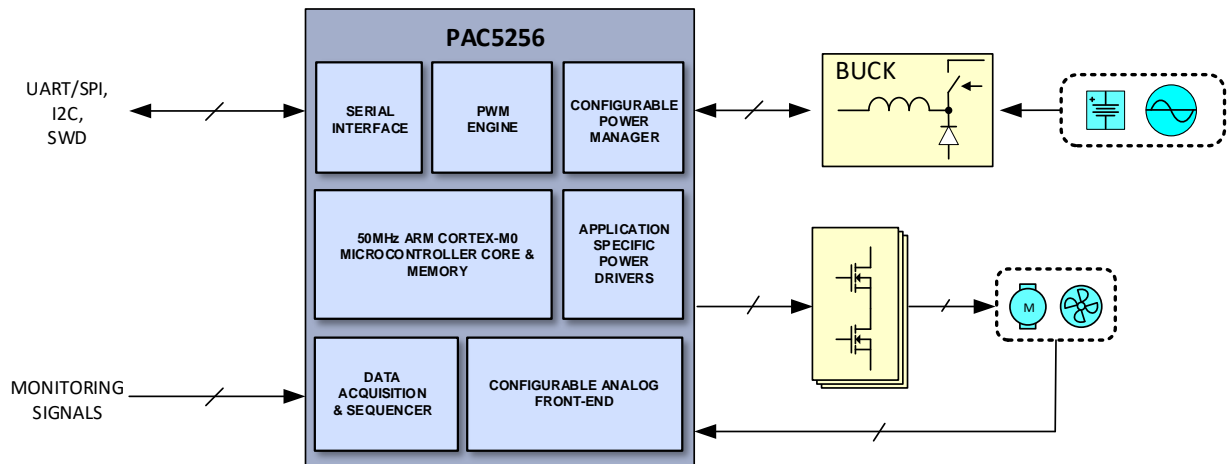 PAC5256
UART/SPI,
I2C,
SWD
SERIAL
INTERFACE
PWM
ENGINE
CONFIGURABLE
POWER
MANAGER
BUCK
+
50MHz ARM CORTEX-M0
MICROCONTROLLER CORE &
MEMORY
APPLICATION
SPECIFIC
POWER
DRIVERS
M
MONITORING
SIGNALS
DATA
ACQUISITION
& SEQUENCER
CONFIGURABLE ANALOG
FRONT-END